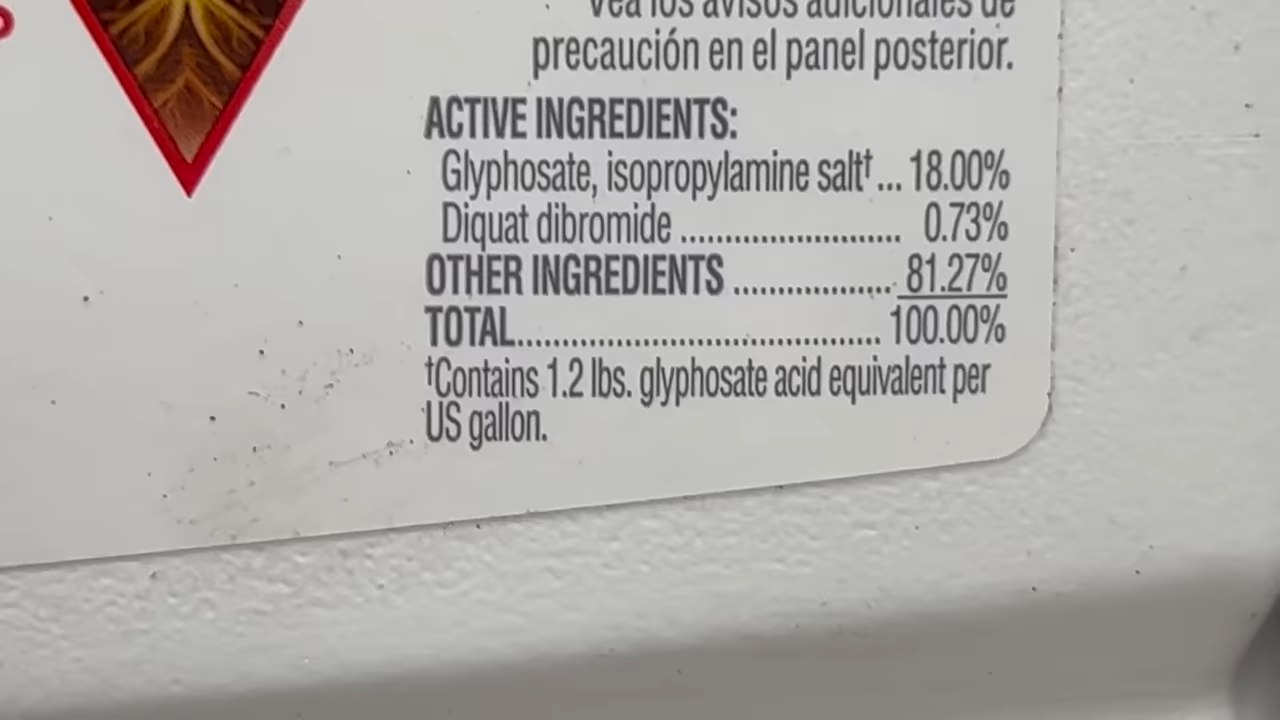 Vea los avisos adicionales de
precaución en el panel posterior.
ACTIVE INGREDIENTS:
Glyphosate, isopropylamine salt† ... 18.00%
Diquat dibromide ......................... 0.73%
OTHER INGREDIENTS .................. 81.27%
TOTAL..................................... 100.00%
†Contains 1.2 lbs. glyphosate acid equivalent per
US gallon.